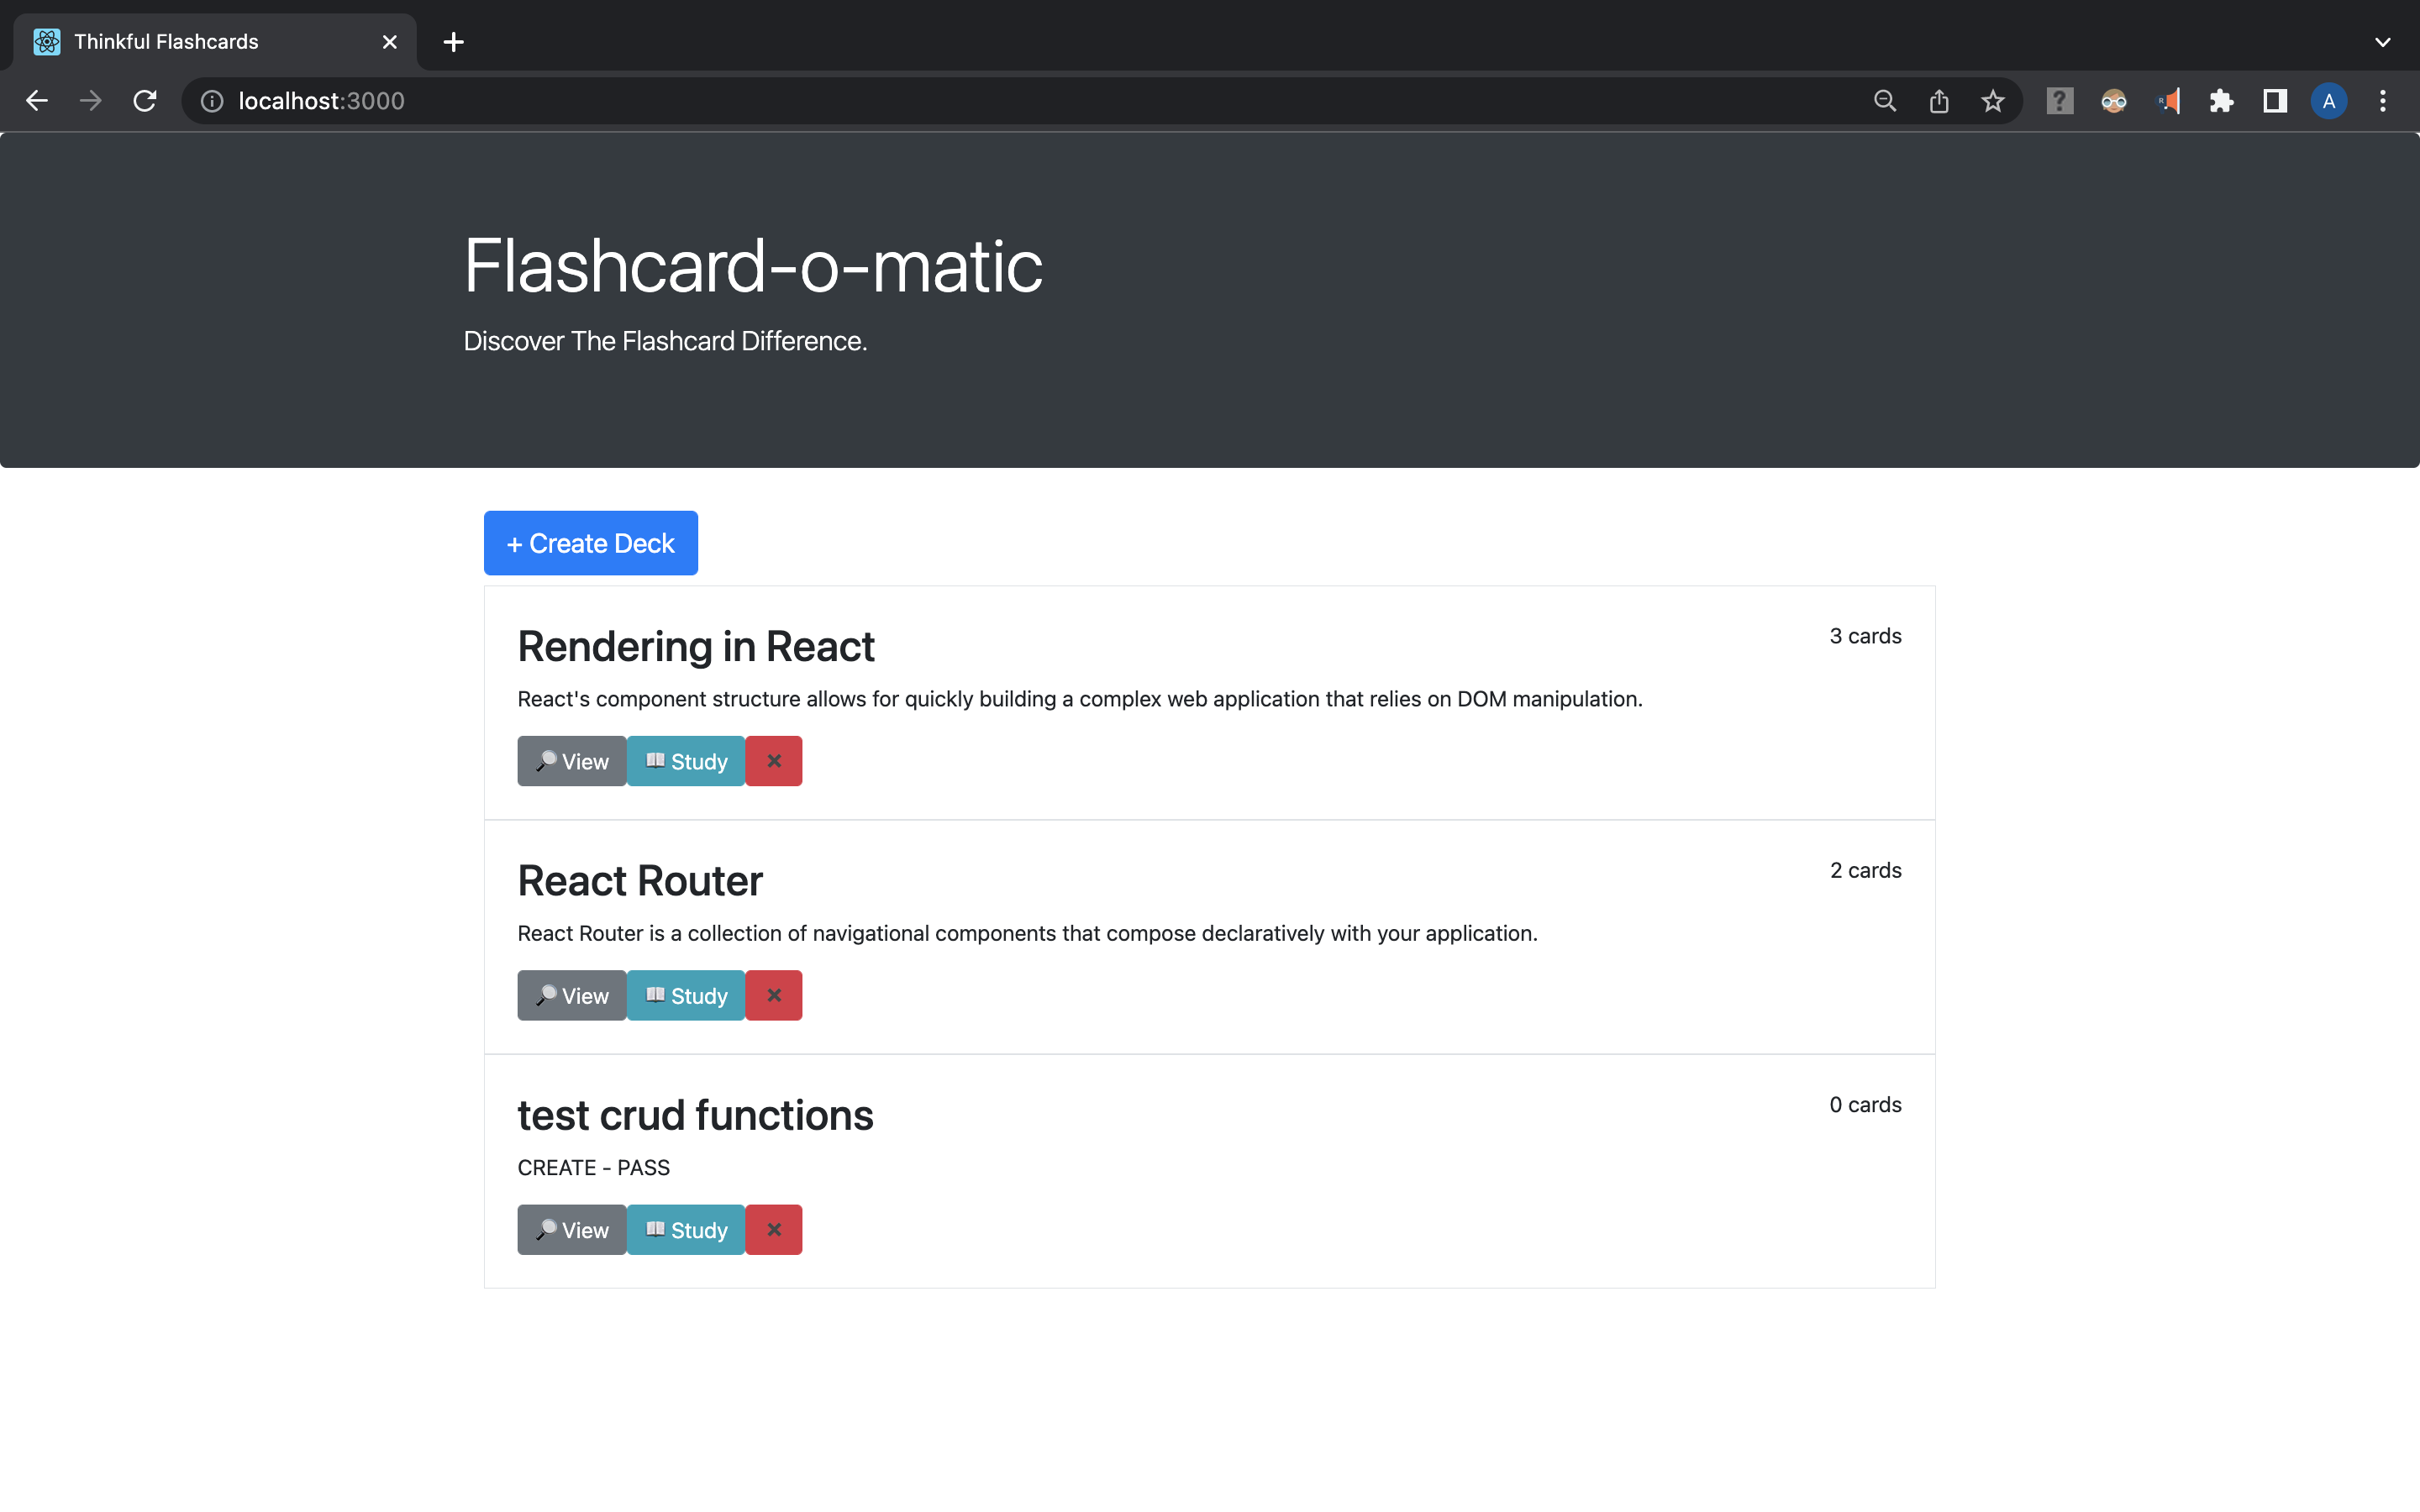 Thinkful Flashcards
localhost:3000
A
Flashcard-o-matic
Discover The Flashcard Difference.
+ Create Deck
Rendering in React
3 cards
React's component structure allows for quickly building a complex web application that relies on DOM manipulation.
View Study
React Router
2 cards
React Router is a collection of navigational components that compose declaratively with your application.
View Study
test crud functions
0 cards
CREATE - PASS
View Study